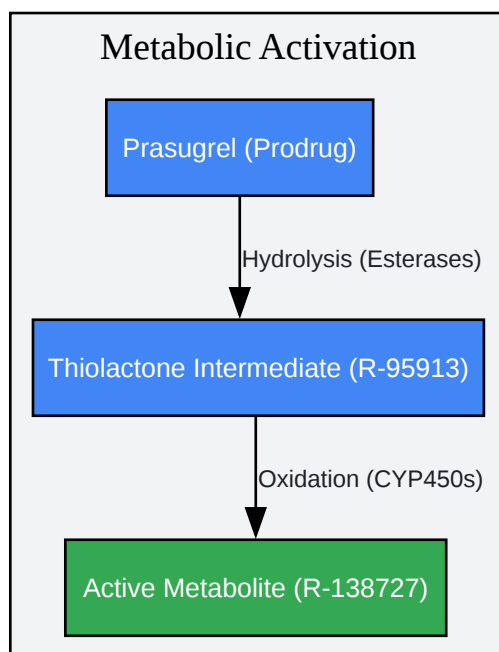 Metabolic Activation
Prasugrel (Prodrug)
Hydrolysis (Esterases)
Thiolactone Intermediate (R-95913)
Oxidation (CYP450s)
Active Metabolite (R-138727)